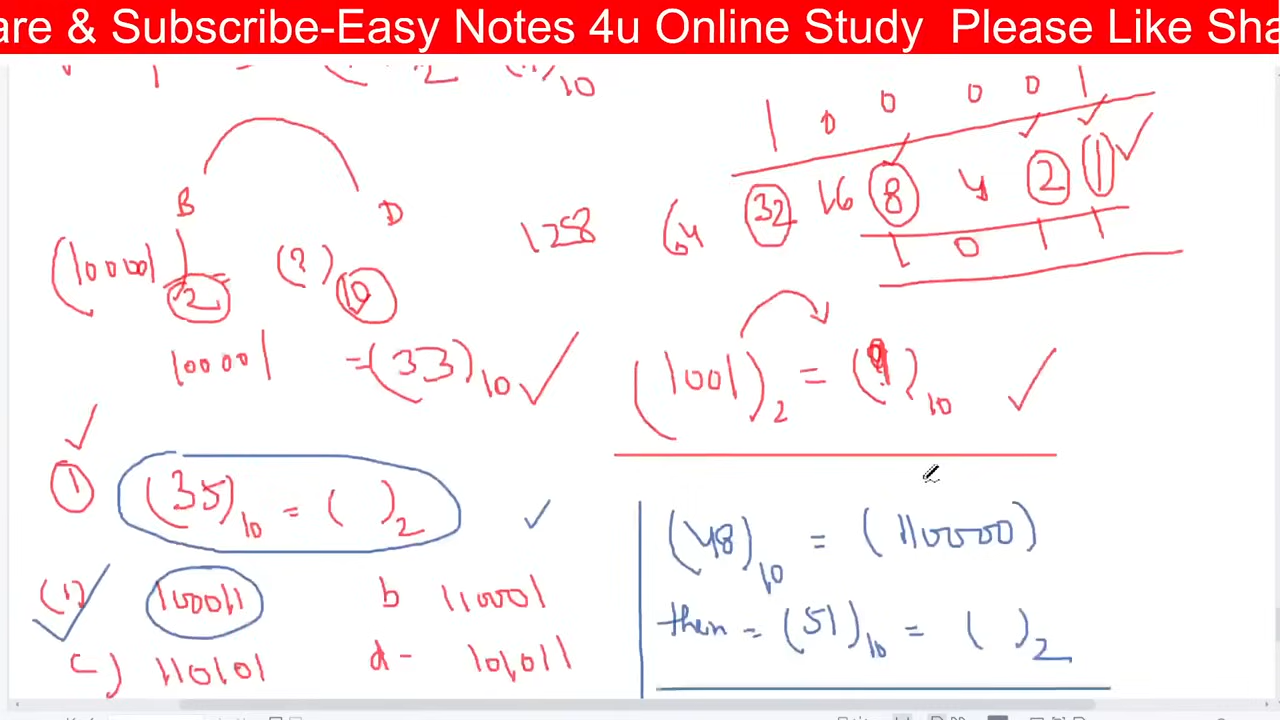 are & Subscribe-Easy Notes 4u Online Study Please Like Sha
1 0 0 0 0 1
128 64 32 16 8 4 2 1
1 0 1 1
B D
(100001)2 = (?)10
100001 = (33)10
(1001)2 = (9)10
① (35)10 = ( )2
(1) 100011 b 110001
c) 110101 d- 101011
(48)10 = (110000)
then = (51)10 = ( )2